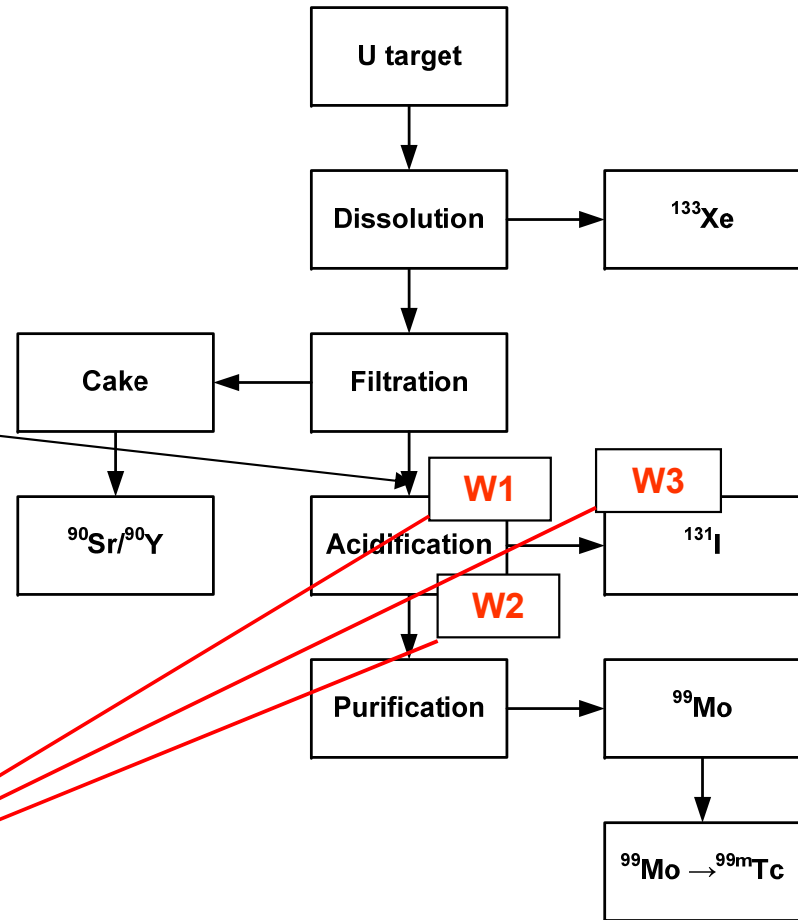 U target
Dissolution
¹³³Xe
Cake
Filtration
W1
W3
⁹⁰Sr/⁹⁰Y
Acidification
¹³¹I
W2
Purification
⁹⁹Mo
⁹⁹Mo →⁹⁹ᵐTc